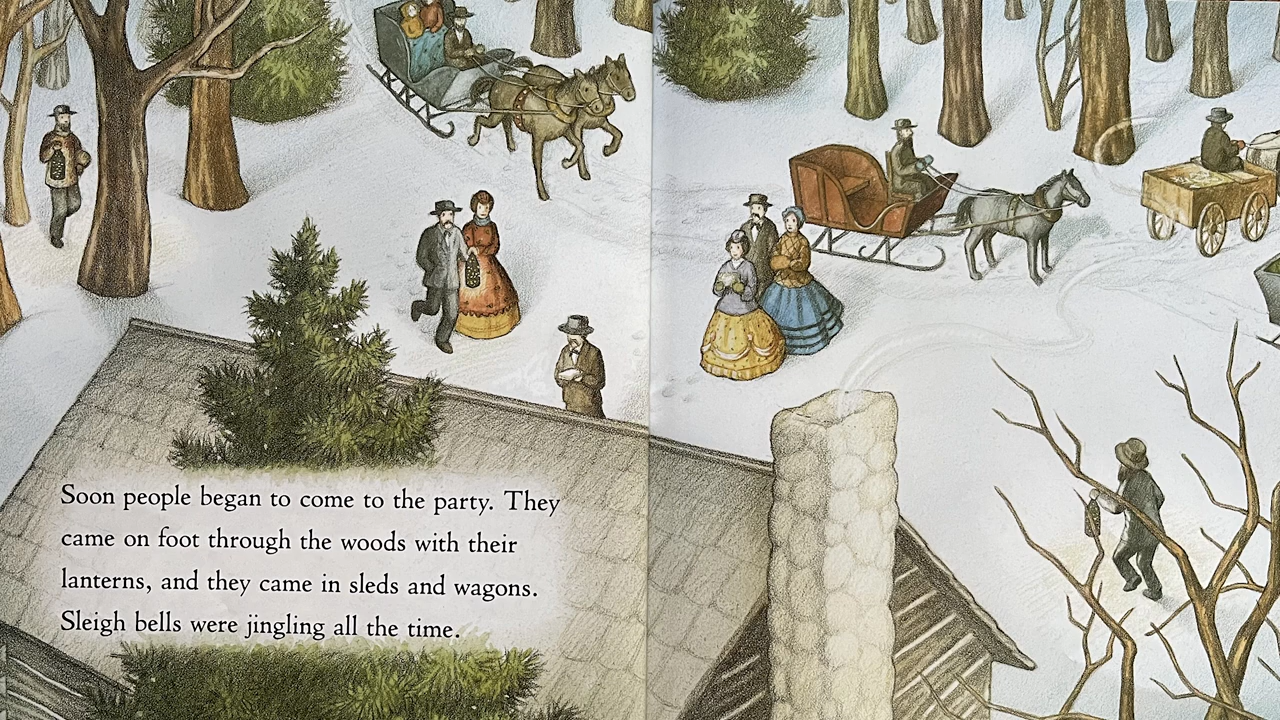 Soon people began to come to the party. They
came on foot through the woods with their
lanterns, and they came in sleds and wagons.
Sleigh bells were jingling all the time.